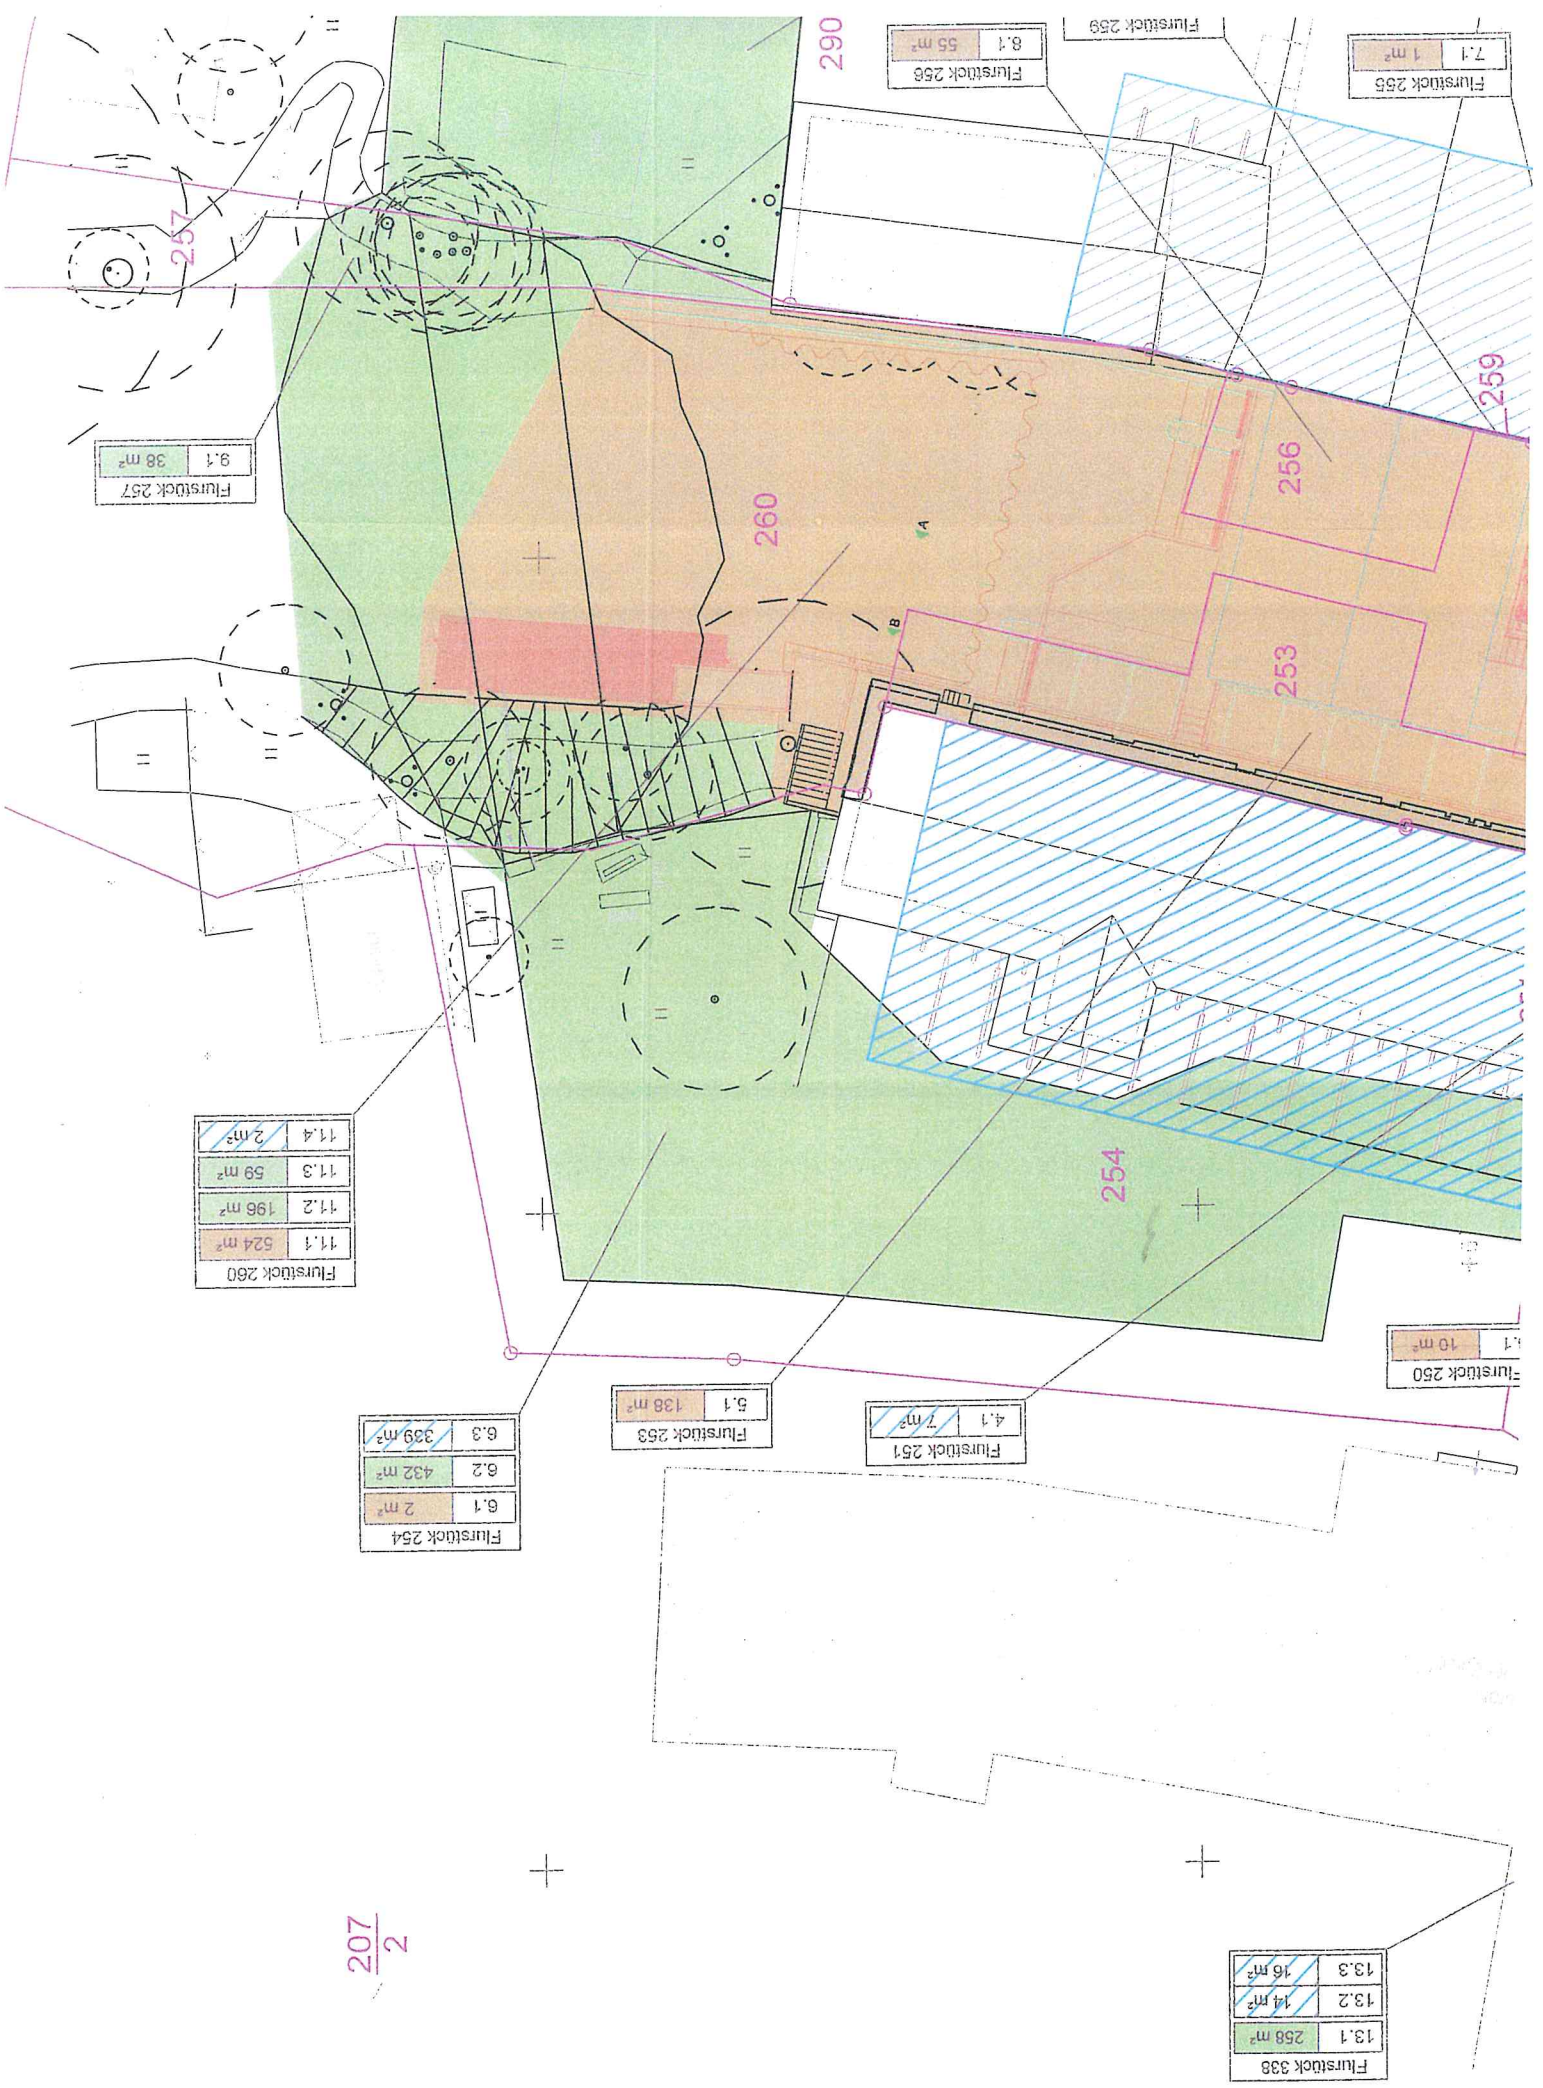 Flurstück 338
13.1 258 m²
13.2 14 m²
13.3 16 m²
207
2
Flurstück 254
6.1 2 m²
6.2 432 m²
6.3 339 m²
Flurstück 253
5.1 138 m²
Flurstück 251
4.1 7 m²
Flurstück 250
.1 10 m²
Flurstück 260
11.1 524 m²
11.2 196 m²
11.3 59 m²
11.4 2 m²
254
253
256
260
B
A
259
257
290
Flurstück 257
9.1 38 m²
Flurstück 256
8.1 55 m²
Flurstück 259
Flurstück 255
7.1 1 m²